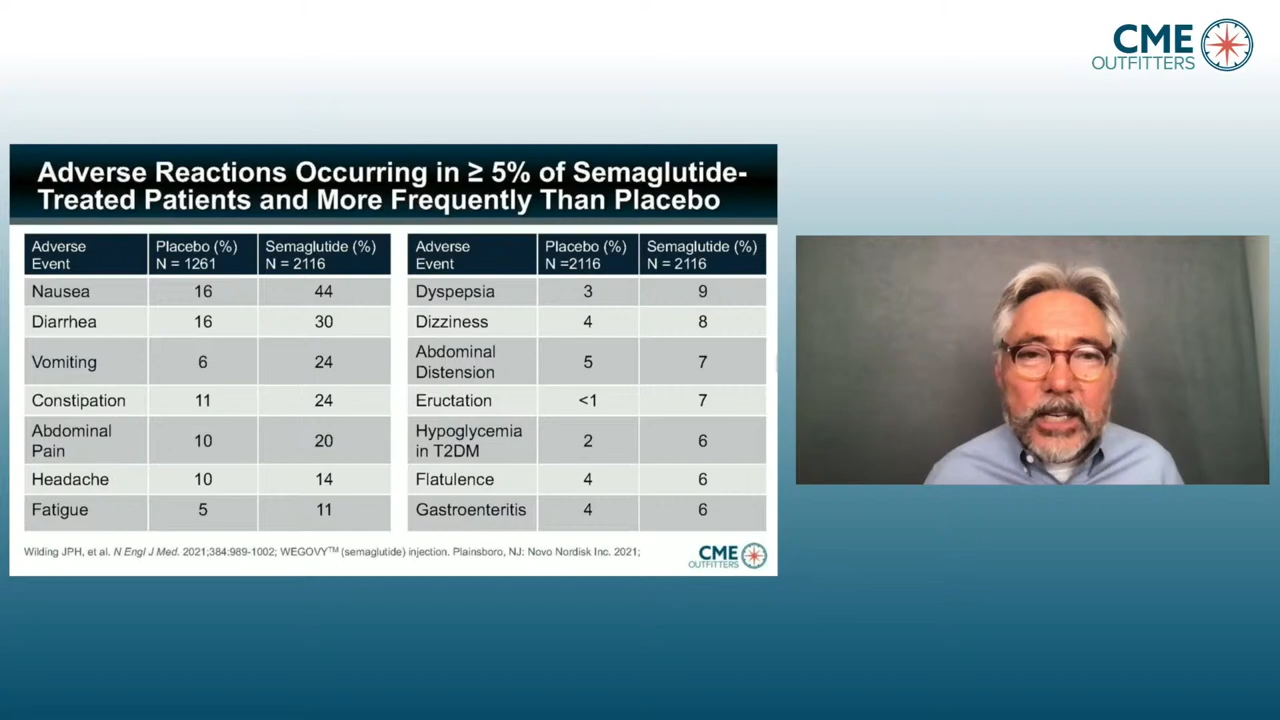 CME
OUTFITTERS
Adverse Reactions Occurring in ≥ 5% of Semaglutide-
Treated Patients and More Frequently Than Placebo
Adverse Event Placebo (%) N = 1261 Semaglutide (%) N = 2116
Nausea 16 44
Diarrhea 16 30
Vomiting 6 24
Constipation 11 24
Abdominal Pain 10 20
Headache 10 14
Fatigue 5 11
Adverse Event Placebo (%) N =2116 Semaglutide (%) N = 2116
Dyspepsia 3 9
Dizziness 4 8
Abdominal Distension 5 7
Eructation <1 7
Hypoglycemia in T2DM 2 6
Flatulence 4 6
Gastroenteritis 4 6
Wilding JPH, et al. N Engl J Med. 2021;384:989-1002; WEGOVY™ (semaglutide) injection. Plainsboro, NJ: Novo Nordisk Inc. 2021;
CME
OUTFITTERS